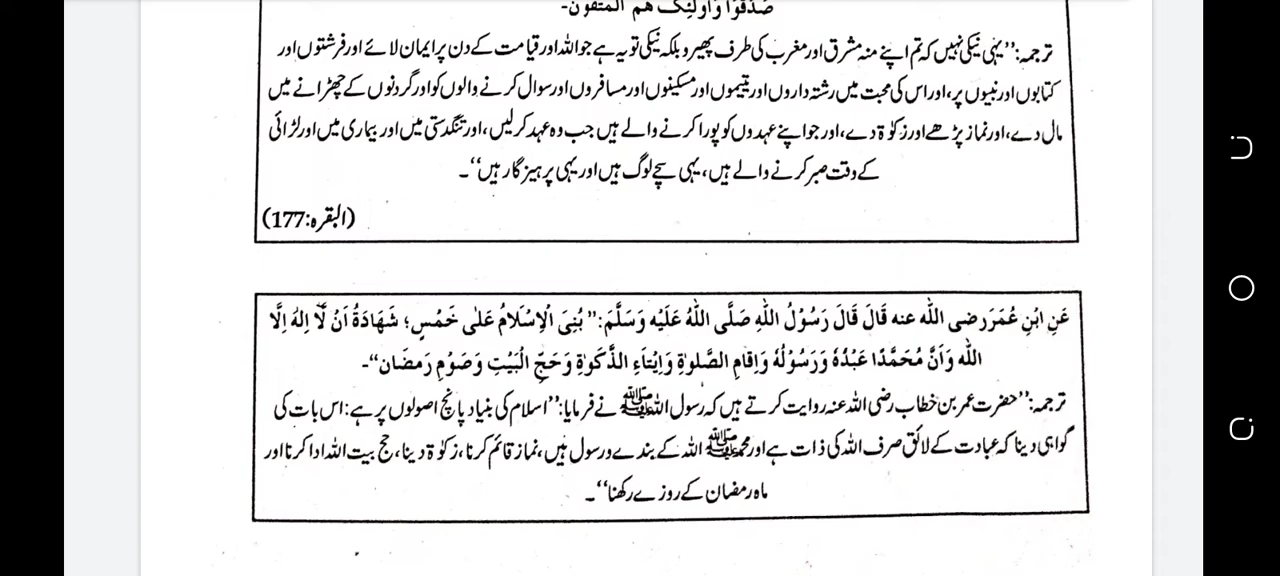 صَدَقُوْا وَاُولٰئِکَ هُمُ الْمُتَّقُوْنَ-
ترجمہ:’’یہی نیکی نہیں کہ تم اپنے منہ مشرق اور مغرب کی طرف پھیرو بلکہ نیکی تو یہ ہے جو اللہ اور قیامت کے دن پر ایمان لائے اور فرشتوں اور
کتابوں اور نبیوں پر، اور اس کی محبت میں رشتہ داروں اور یتیموں اور مسکینوں اور مسافروں اور سوال کرنے والوں کو اور گردنوں کے چھڑانے میں
مال دے، اور نماز پڑھے اور زکوٰۃ دے، اور جو اپنے عہدوں کو پورا کرنے والے ہیں جب وہ عہد کر لیں، اور تنگدستی میں اور بیماری میں اور لڑائی
کے وقت صبر کرنے والے ہیں، یہی سچے لوگ ہیں اور یہی پرہیز گار ہیں‘‘۔
(البقرہ:177)
عَنِ ابْنِ عُمَرَ رضی اللّٰہ عنہ قَالَ قَالَ رَسُوْلُ اللّٰهِ صَلَّى اللّٰهُ عَلَيْه وَسَلَّمَ:’’ بُنِىَ الْاِسْلَامُ عَلٰى خَمْسٍ؛ شَهَادَةُ اَنْ لَّا اِلٰهَ اِلَّا
اللّٰه وَاَنَّ مُحَمَّدًا عَبْدُهٗ وَرَسُوْلُهٗ وَاِقَامِ الصَّلٰوةِ وَاِيْتَاءِ الذَّكَوٰةِ وَحَجِّ الْبَيْتِ وَصَوْمِ رَمضَان‘‘-
ترجمہ:’’حضرت عمر بن خطاب رضی اللہ عنہ روایت کرتے ہیں کہ رسول اللہ ﷺ نے فرمایا:’’اسلام کی بنیاد پانچ اصولوں پر ہے: اس بات کی
گواہی دینا کہ عبادت کے لائق صرف اللہ کی ذات ہے اور محمد ﷺ اللہ کے بندے و رسول ہیں، نماز قائم کرنا، زکوٰۃ دینا، حج بیت اللہ ادا کرنا اور
ماہ رمضان کے روزے رکھنا‘‘۔